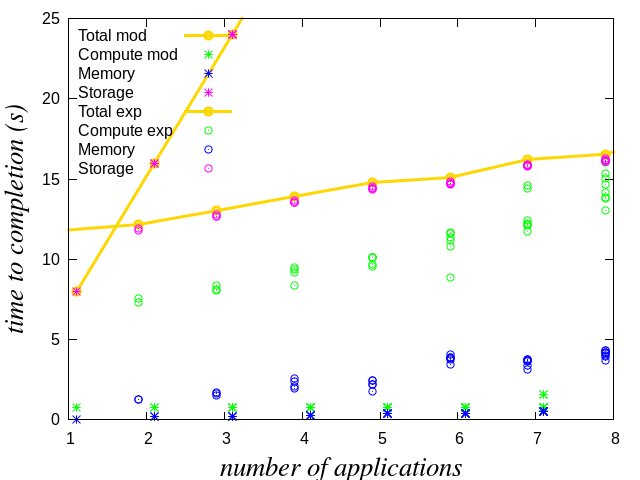 25
20
15
10
5
0
time to completion (s)
Total mod
Compute mod
Memory
Storage
Total exp
Compute exp
Memory
Storage
1 2 3 4 5 6 7 8
number of applications